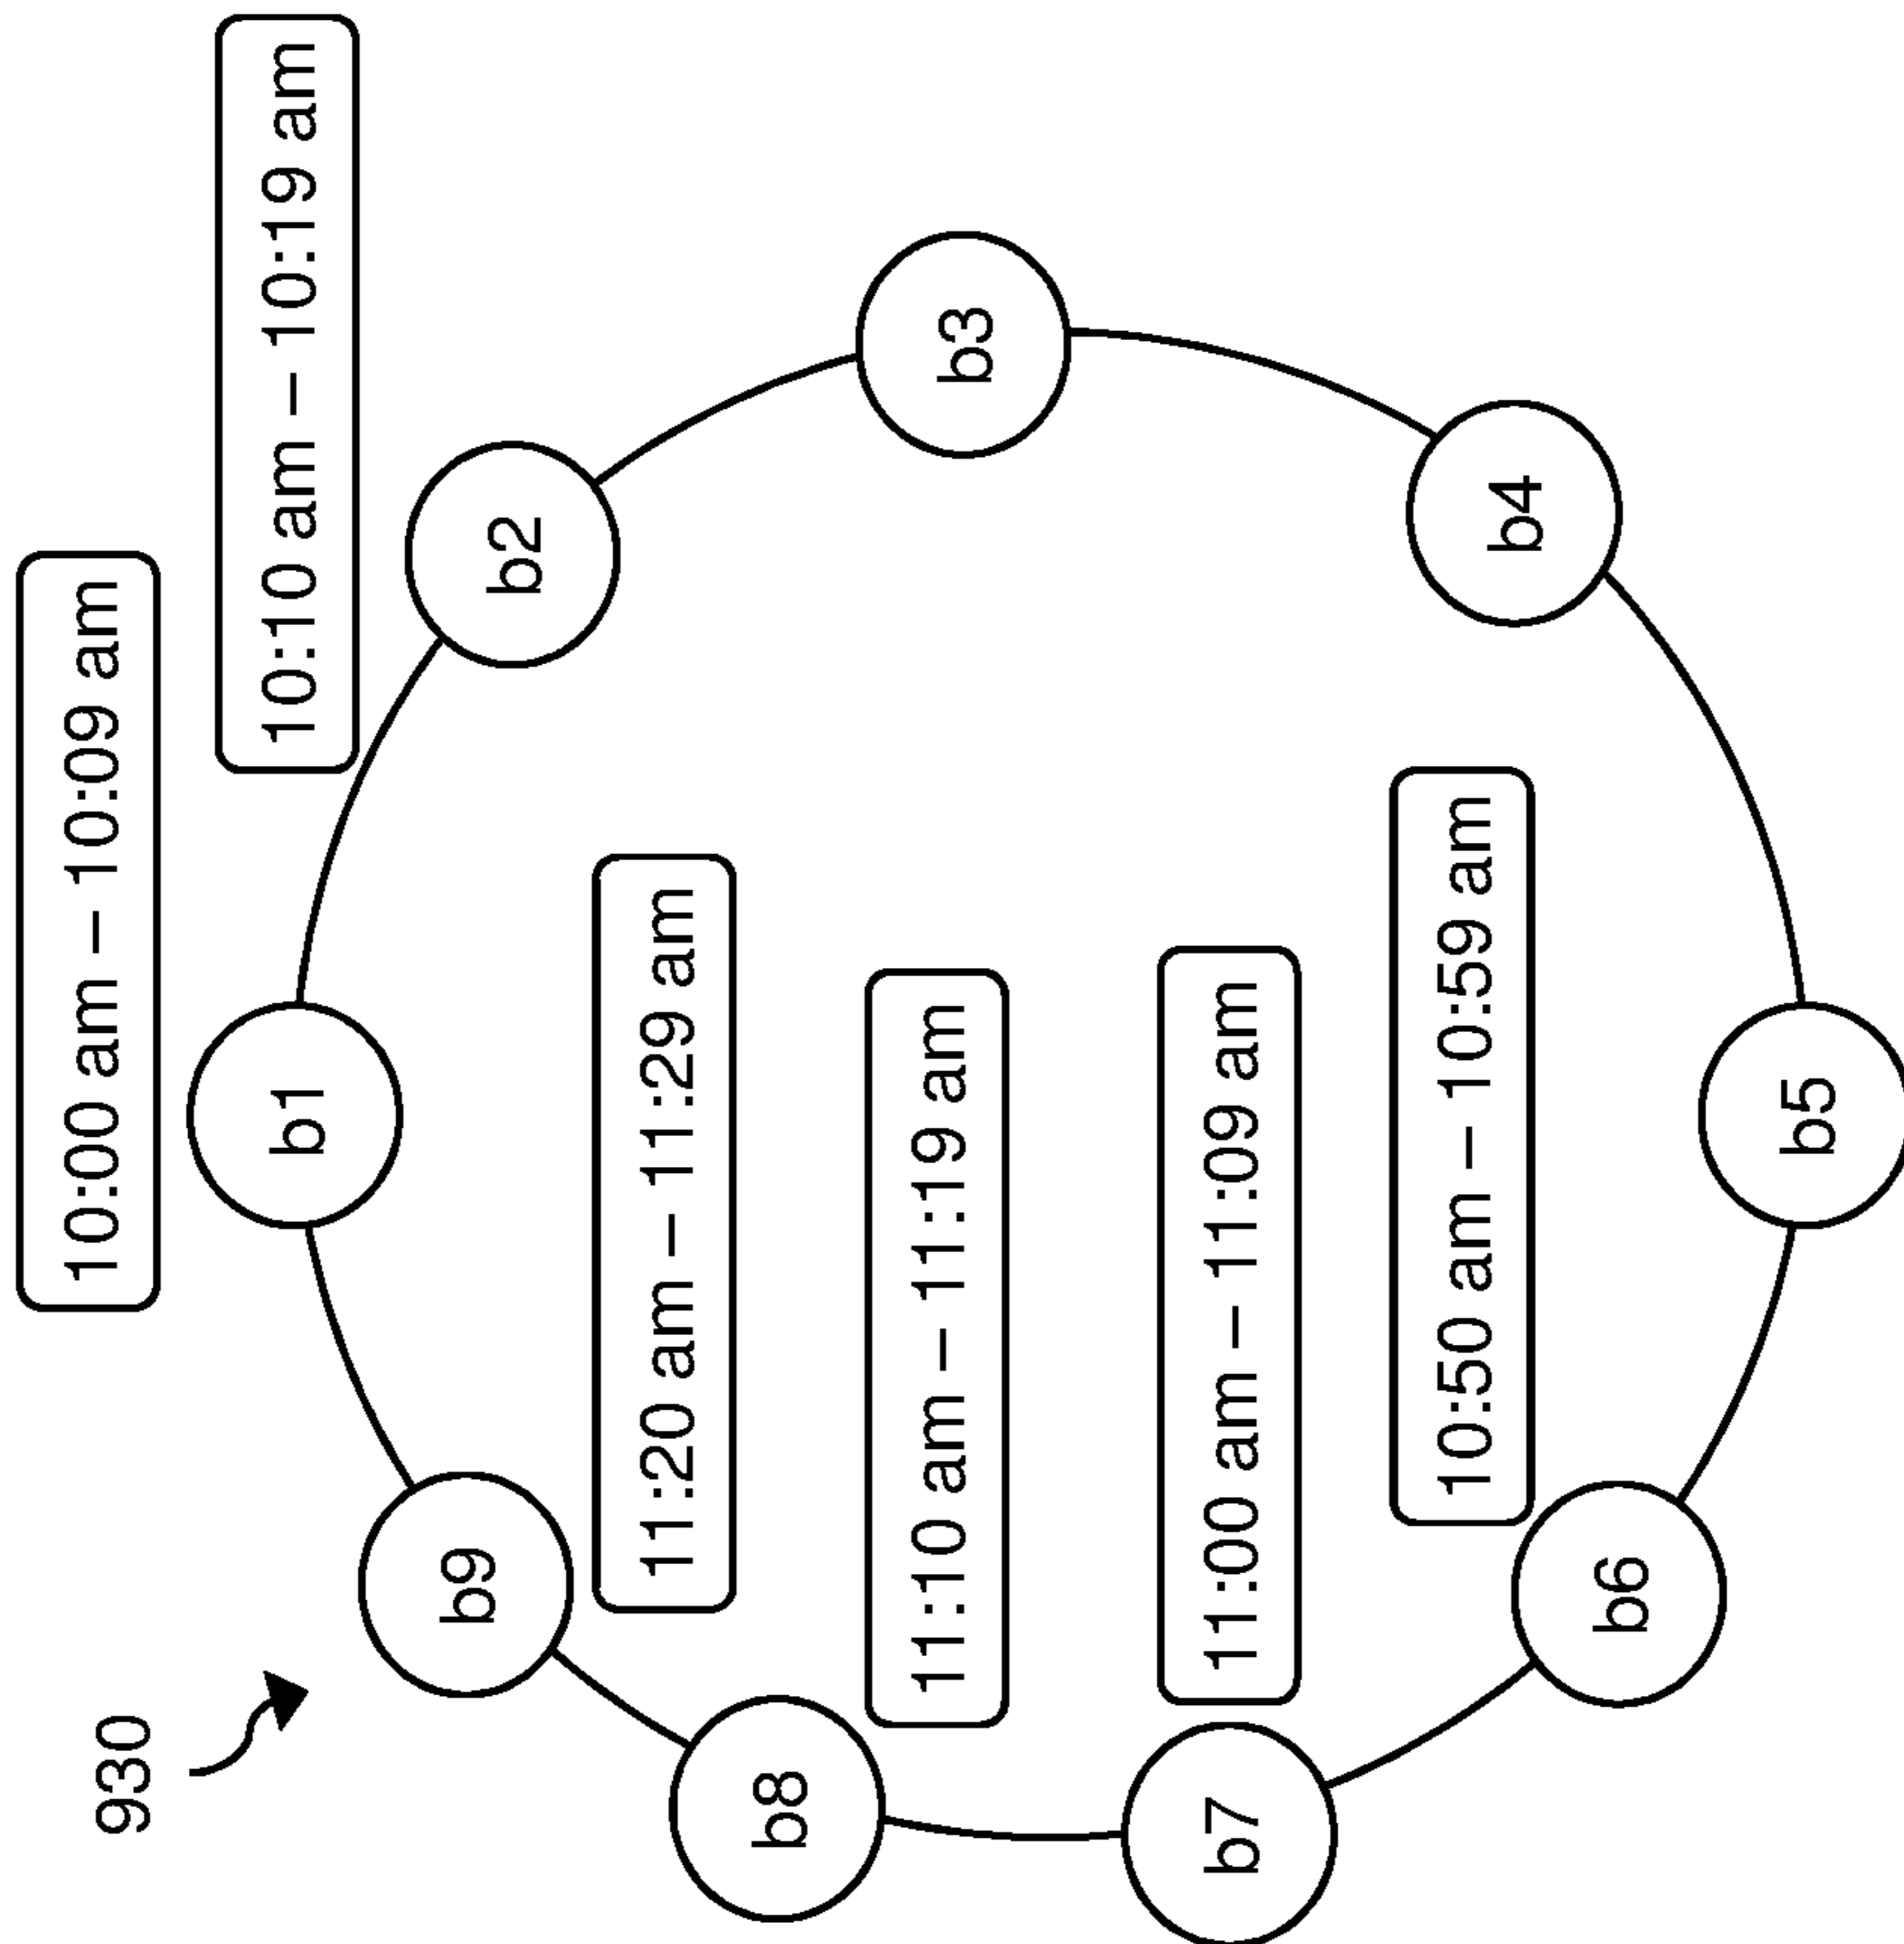 930
b1
10:00 am – 10:09 am
b2
10:10 am – 10:19 am
b3
b4
b5
b6
10:50 am – 10:59 am
b7
11:00 am – 11:09 am
b8
11:10 am – 11:19 am
b9
11:20 am – 11:29 am